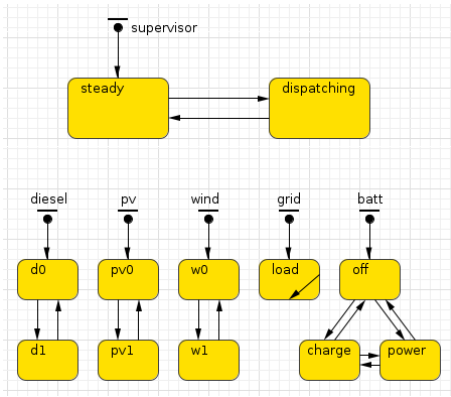 supervisor
steady
dispatching
diesel
pv
wind
grid
batt
d0
pv0
w0
load
off
d1
pv1
w1
charge
power